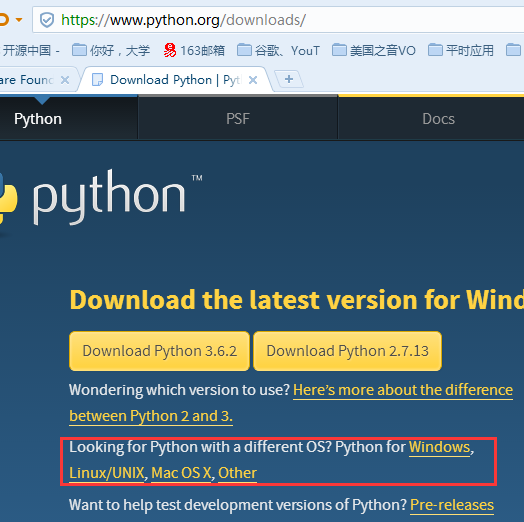 https://www.python.org/downloads/
开源中国 - 你好，大学 163邮箱 谷歌、YouT 美国之音VO 平时应用
are Found Download Python | Pyt
Python PSF Docs
python™
Download the latest version for Wind
Download Python 3.6.2 Download Python 2.7.13
Wondering which version to use? Here's more about the difference
between Python 2 and 3.
Looking for Python with a different OS? Python for Windows,
Linux/UNIX, Mac OS X, Other
Want to help test development versions of Python? Pre-releases